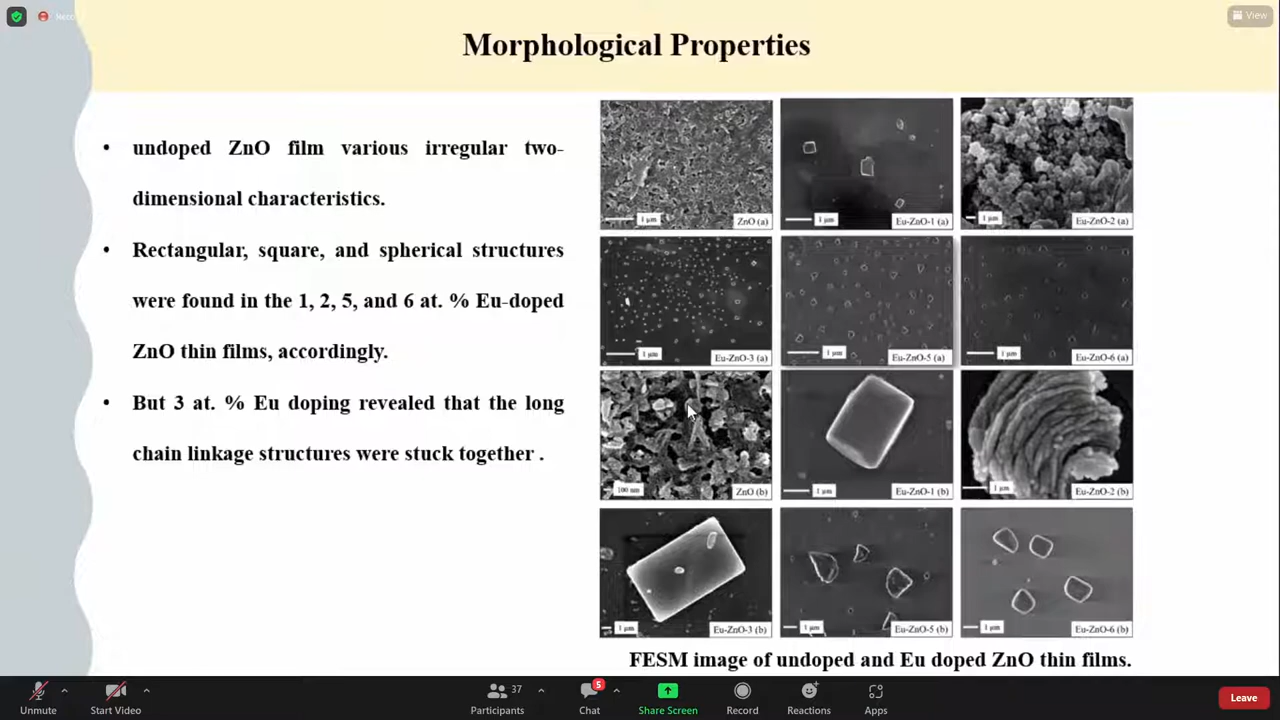 View
Morphological Properties
• undoped ZnO film various irregular two-
dimensional characteristics.
• Rectangular, square, and spherical structures
were found in the 1, 2, 5, and 6 at. % Eu-doped
ZnO thin films, accordingly.
• But 3 at. % Eu doping revealed that the long
chain linkage structures were stuck together .
1 μm ZnO (a)
1 μm Eu-ZnO-1 (a)
1 μm Eu-ZnO-2 (a)
1 μm Eu-ZnO-3 (a)
1 μm Eu-ZnO-5 (a)
1 μm Eu-ZnO-6 (a)
100 nm ZnO (b)
1 μm Eu-ZnO-1 (b)
1 μm Eu-ZnO-2 (b)
1 μm Eu-ZnO-3 (b)
1 μm Eu-ZnO-5 (b)
1 μm Eu-ZnO-6 (b)
FESM image of undoped and Eu doped ZnO thin films.
Unmute
Start Video
37
Participants
5
Chat
Share Screen
Record
Reactions
Apps
Leave